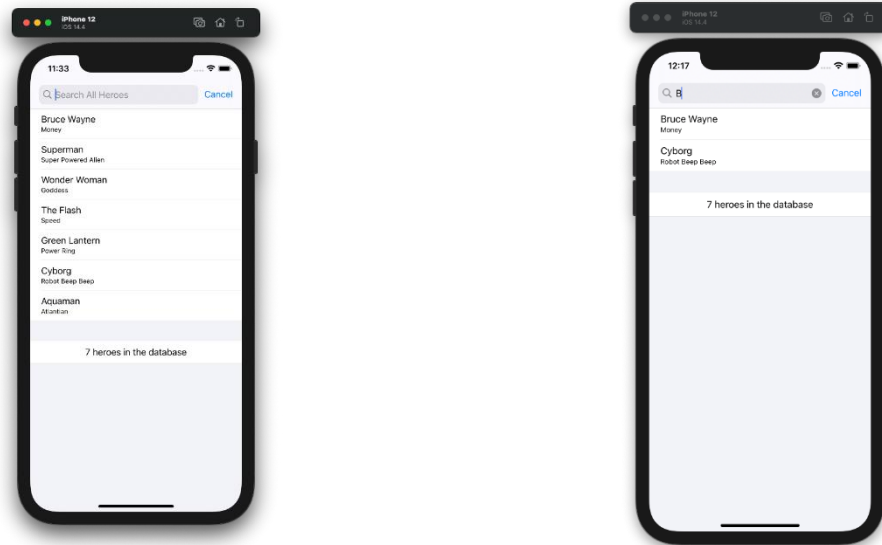 iPhone 12
iOS 14.4
11:33
Search All Heroes
Cancel
Bruce Wayne
Money
Superman
Super Powered Alien
Wonder Woman
Goddess
The Flash
Speed
Green Lantern
Power Ring
Cyborg
Robot Beep Beep
Aquaman
Atlantian
7 heroes in the database
iPhone 12
iOS 14.4
12:17
B
Cancel
Bruce Wayne
Money
Cyborg
Robot Beep Beep
7 heroes in the database